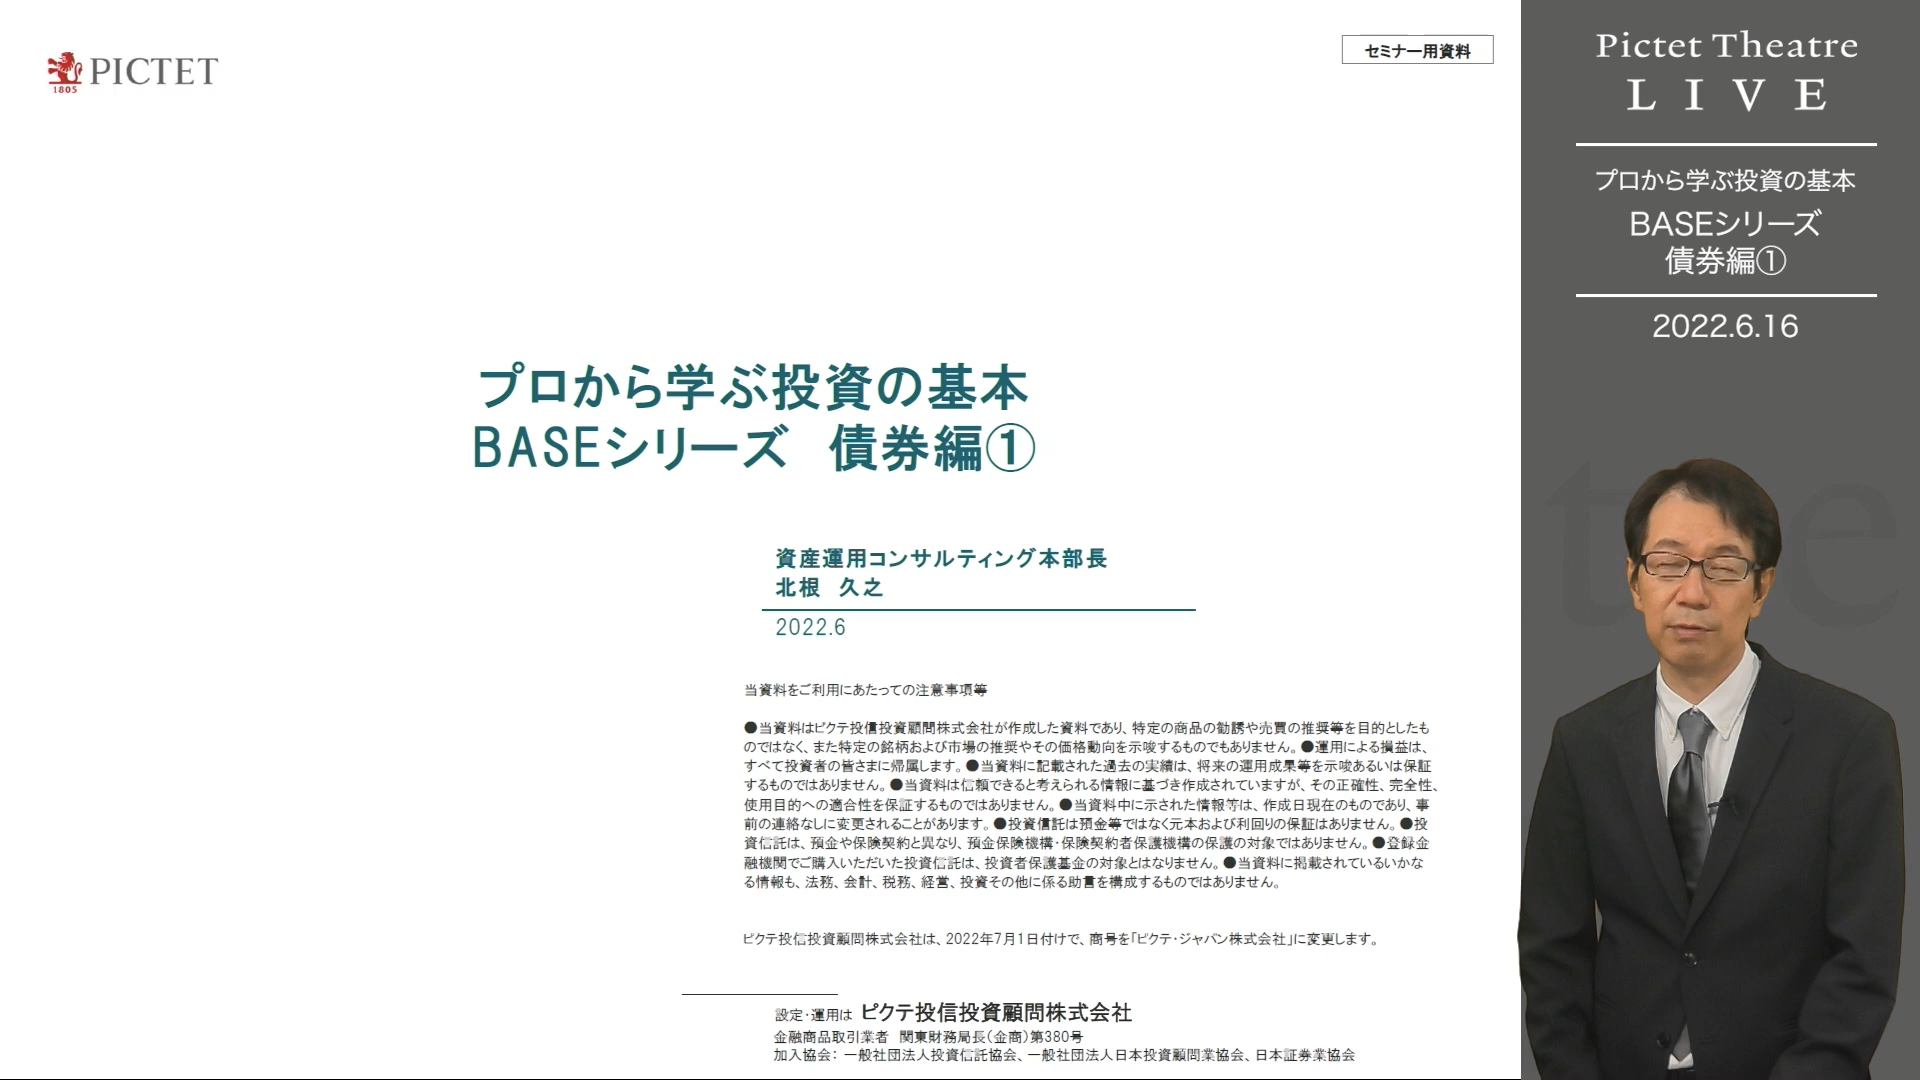 PICTET
1805
セミナー用資料
プロから学ぶ投資の基本
BASEシリーズ 債券編①
資産運用コンサルティング本部長
北根 久之
2022.6
当資料をご利用にあたっての注意事項等
●当資料はピクテ投信投資顧問株式会社が作成した資料であり、特定の商品の勧誘や売買の推奨等を目的としたも
のではなく、また特定の銘柄および市場の推奨やその価格動向を示唆するものでもありません。●運用による損益は、
すべて投資者の皆さまに帰属します。●当資料に記載された過去の実績は、将来の運用成果等を示唆あるいは保証
するものではありません。●当資料は信頼できると考えられる情報に基づき作成されていますが、その正確性、完全性、
使用目的への適合性を保証するものではありません。●当資料中に示された情報等は、作成日現在のものであり、事
前の連絡なしに変更されることがあります。●投資信託は預金等ではなく元本および利回りの保証はありません。●投
資信託は、預金や保険契約と異なり、預金保険機構・保険契約者保護機構の保護の対象ではありません。●登録金
融機関でご購入いただいた投資信託は、投資者保護基金の対象とはなりません。●当資料に掲載されているいかな
る情報も、法務、会計、税務、経営、投資その他に係る助言を構成するものではありません。
ピクテ投信投資顧問株式会社は、2022年7月1日付けで、商号を「ピクテ・ジャパン株式会社」に変更します。
設定・運用は ピクテ投信投資顧問株式会社
金融商品取引業者 関東財務局長(金商)第380号
加入協会: 一般社団法人投資信託協会、一般社団法人日本投資顧問業協会、日本証券業協会
Pictet Theatre
LIVE
プロから学ぶ投資の基本
BASEシリーズ
債券編①
2022.6.16